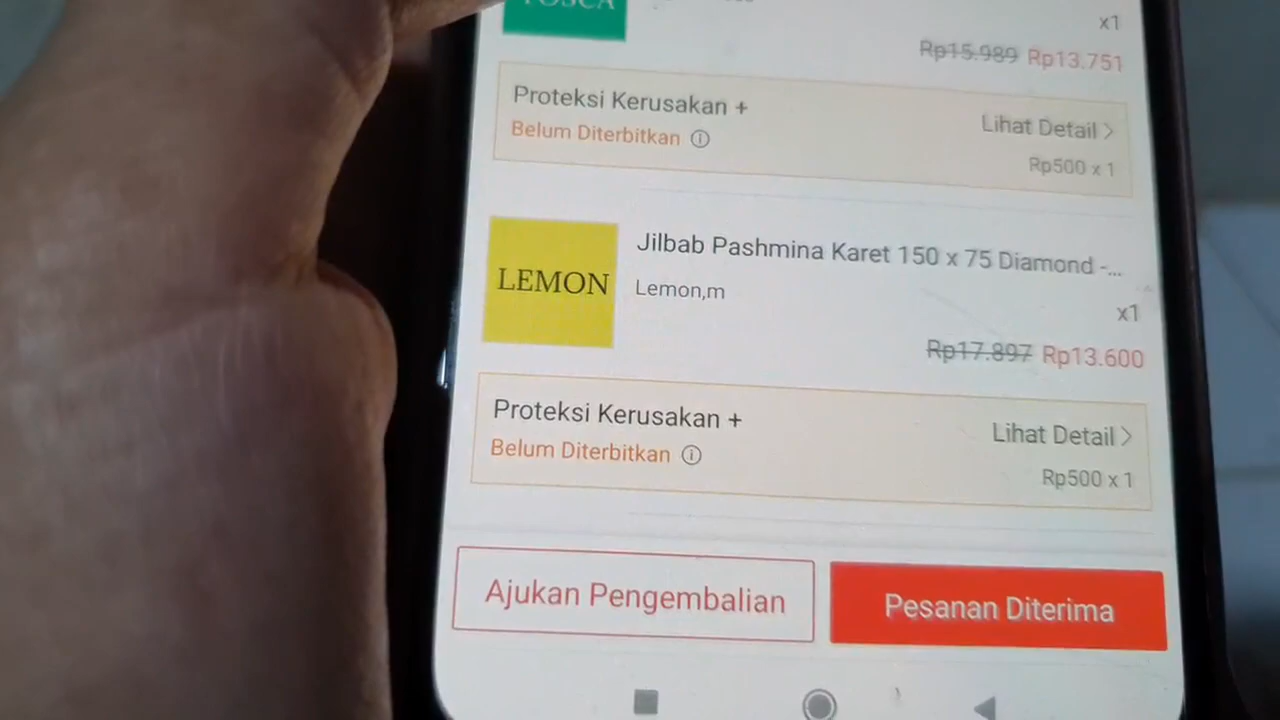 TOSCA
x1
Rp15.989 Rp13.751
Proteksi Kerusakan +
Lihat Detail >
Belum Diterbitkan
Rp500 x 1
LEMON
Jilbab Pashmina Karet 150 x 75 Diamond -...
Lemon,m
x1
Rp17.897 Rp13.600
Proteksi Kerusakan +
Lihat Detail >
Belum Diterbitkan
Rp500 x 1
Ajukan Pengembalian
Pesanan Diterima